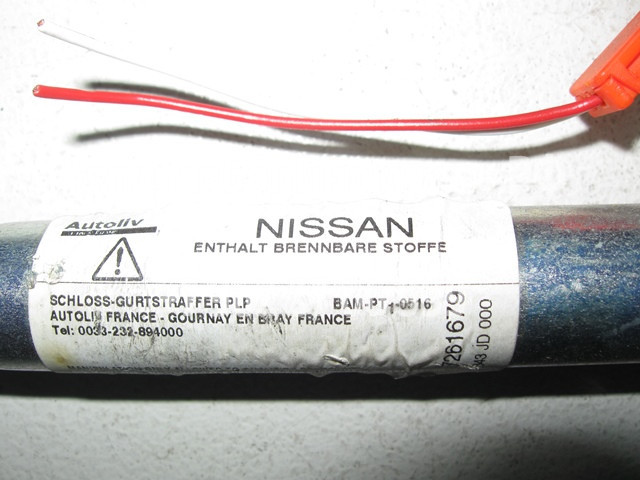 Autoliv
NISSAN
ENTHALT BRENNBARE STOFFE
SCHLOSS-GURTSTRAFFER PLP BAM-PT1-0516
AUTOLIV FRANCE - GOURNAY EN BRAY FRANCE
Tel: 0033-232-894000
7261679
JD 000